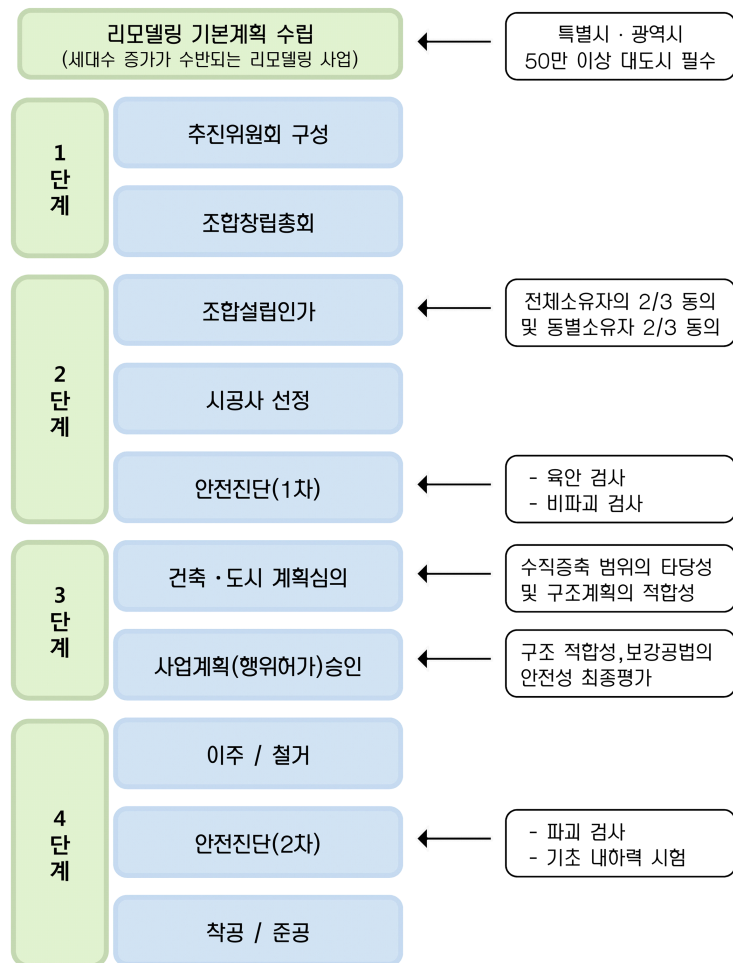 리모델링 기본계획 수립
(세대수 증가가 수반되는 리모델링 사업)
특별시 · 광역시
50만 이상 대도시 필수
1
단
계
추진위원회 구성
조합창립총회
2
단
계
조합설립인가
전체소유자의 2/3 동의
및 동별소유자 2/3 동의
시공사 선정
안전진단(1차)
- 육안 검사
- 비파괴 검사
3
단
계
건축 · 도시 계획심의
수직증축 범위의 타당성
및 구조계획의 적합성
사업계획(행위허가)승인
구조 적합성,보강공법의
안전성 최종평가
4
단
계
이주 / 철거
안전진단(2차)
- 파괴 검사
- 기초 내하력 시험
착공 / 준공